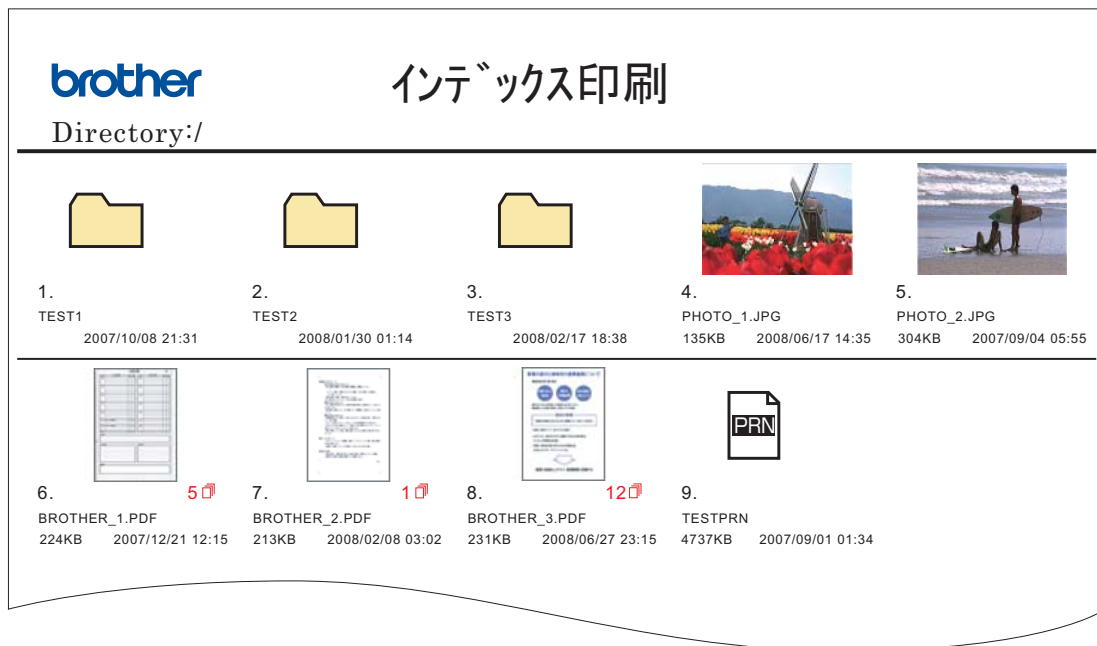 brother
インデックス印刷
Directory:/
1.
TEST1
2007/10/08 21:31
2.
TEST2
2008/01/30 01:14
3.
TEST3
2008/02/17 18:38
4.
PHOTO_1.JPG
135KB 2008/06/17 14:35
5.
PHOTO_2.JPG
304KB 2007/09/04 05:55
6. 5
BROTHER_1.PDF
224KB 2007/12/21 12:15
7. 1
BROTHER_2.PDF
213KB 2008/02/08 03:02
8. 12
BROTHER_3.PDF
231KB 2008/06/27 23:15
PRN
9.
TESTPRN
4737KB 2007/09/01 01:34